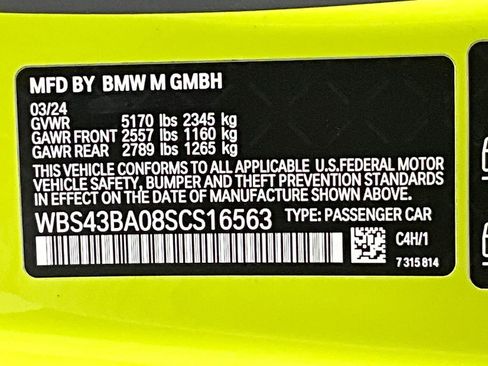 MFD BY BMW M GMBH
03/24
GVWR 5170 lbs 2345 kg
GAWR FRONT 2557 lbs 1160 kg
GAWR REAR 2789 lbs 1265 kg
THIS VEHICLE CONFORMS TO ALL APPLICABLE U.S.FEDERAL MOTOR
VEHICLE SAFETY, BUMPER AND THEFT PREVENTION STANDARDS
IN EFFECT ON THE DATE OF MANUFACTURE SHOWN ABOVE.
WBS43BA08SCS16563 TYPE: PASSENGER CAR
C4H/1
7 315 814